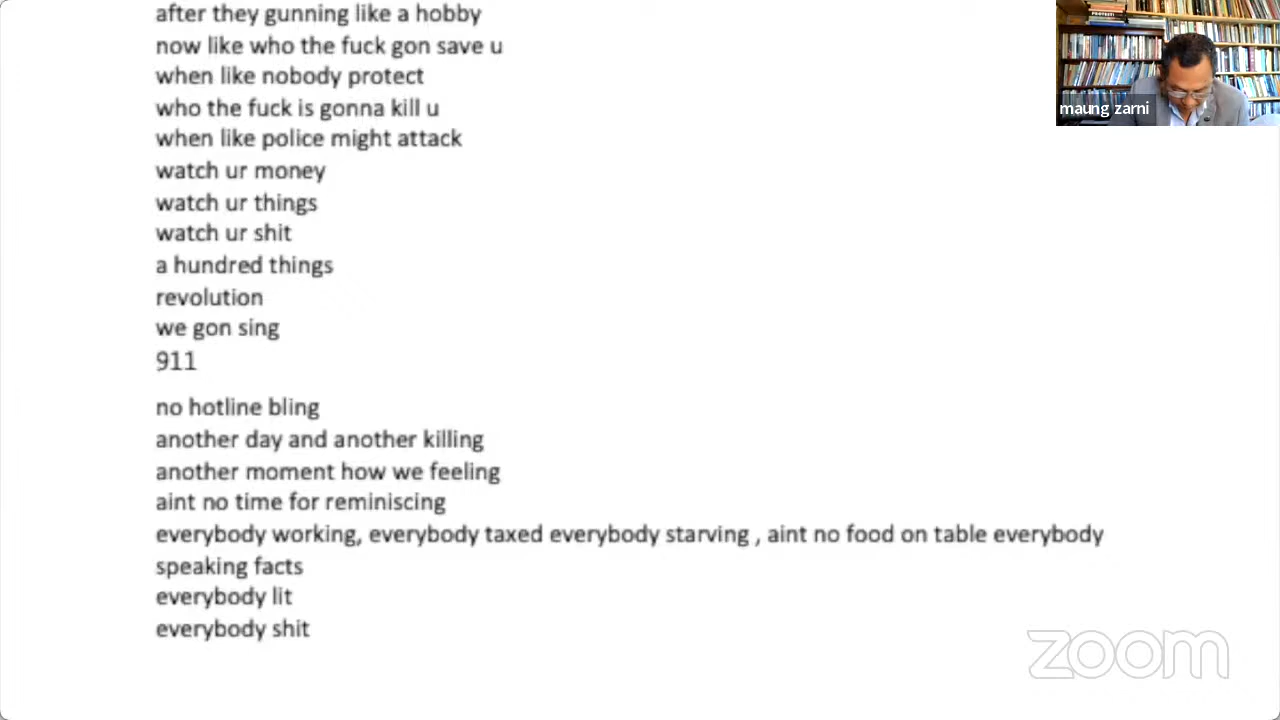 after they gunning like a hobby
now like who the fuck gon save u
when like nobody protect
who the fuck is gonna kill u
when like police might attack
watch ur money
watch ur things
watch ur shit
a hundred things
revolution
we gon sing
911
no hotline bling
another day and another killing
another moment how we feeling
aint no time for reminiscing
everybody working, everybody taxed everybody starving , aint no food on table everybody
speaking facts
everybody lit
everybody shit
maung zarni
zoom